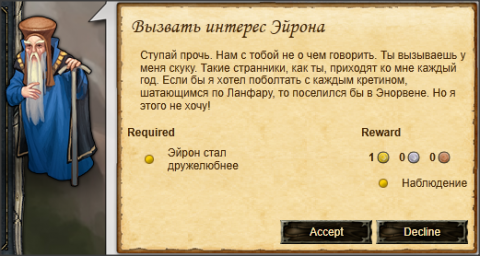 Вызвать интерес Эйрона
Ступай прочь. Нам с тобой не о чем говорить. Ты вызываешь у
меня скуку. Такие странники, как ты, приходят ко мне каждый
год. Если бы я хотел поболтать с каждым кретином,
шатающимся по Ланфару, то поселился бы в Энорвене. Но я
этого не хочу!
Required
Reward
Эйрон стал
дружелюбнее
1 0 0
Наблюдение
Accept
Decline